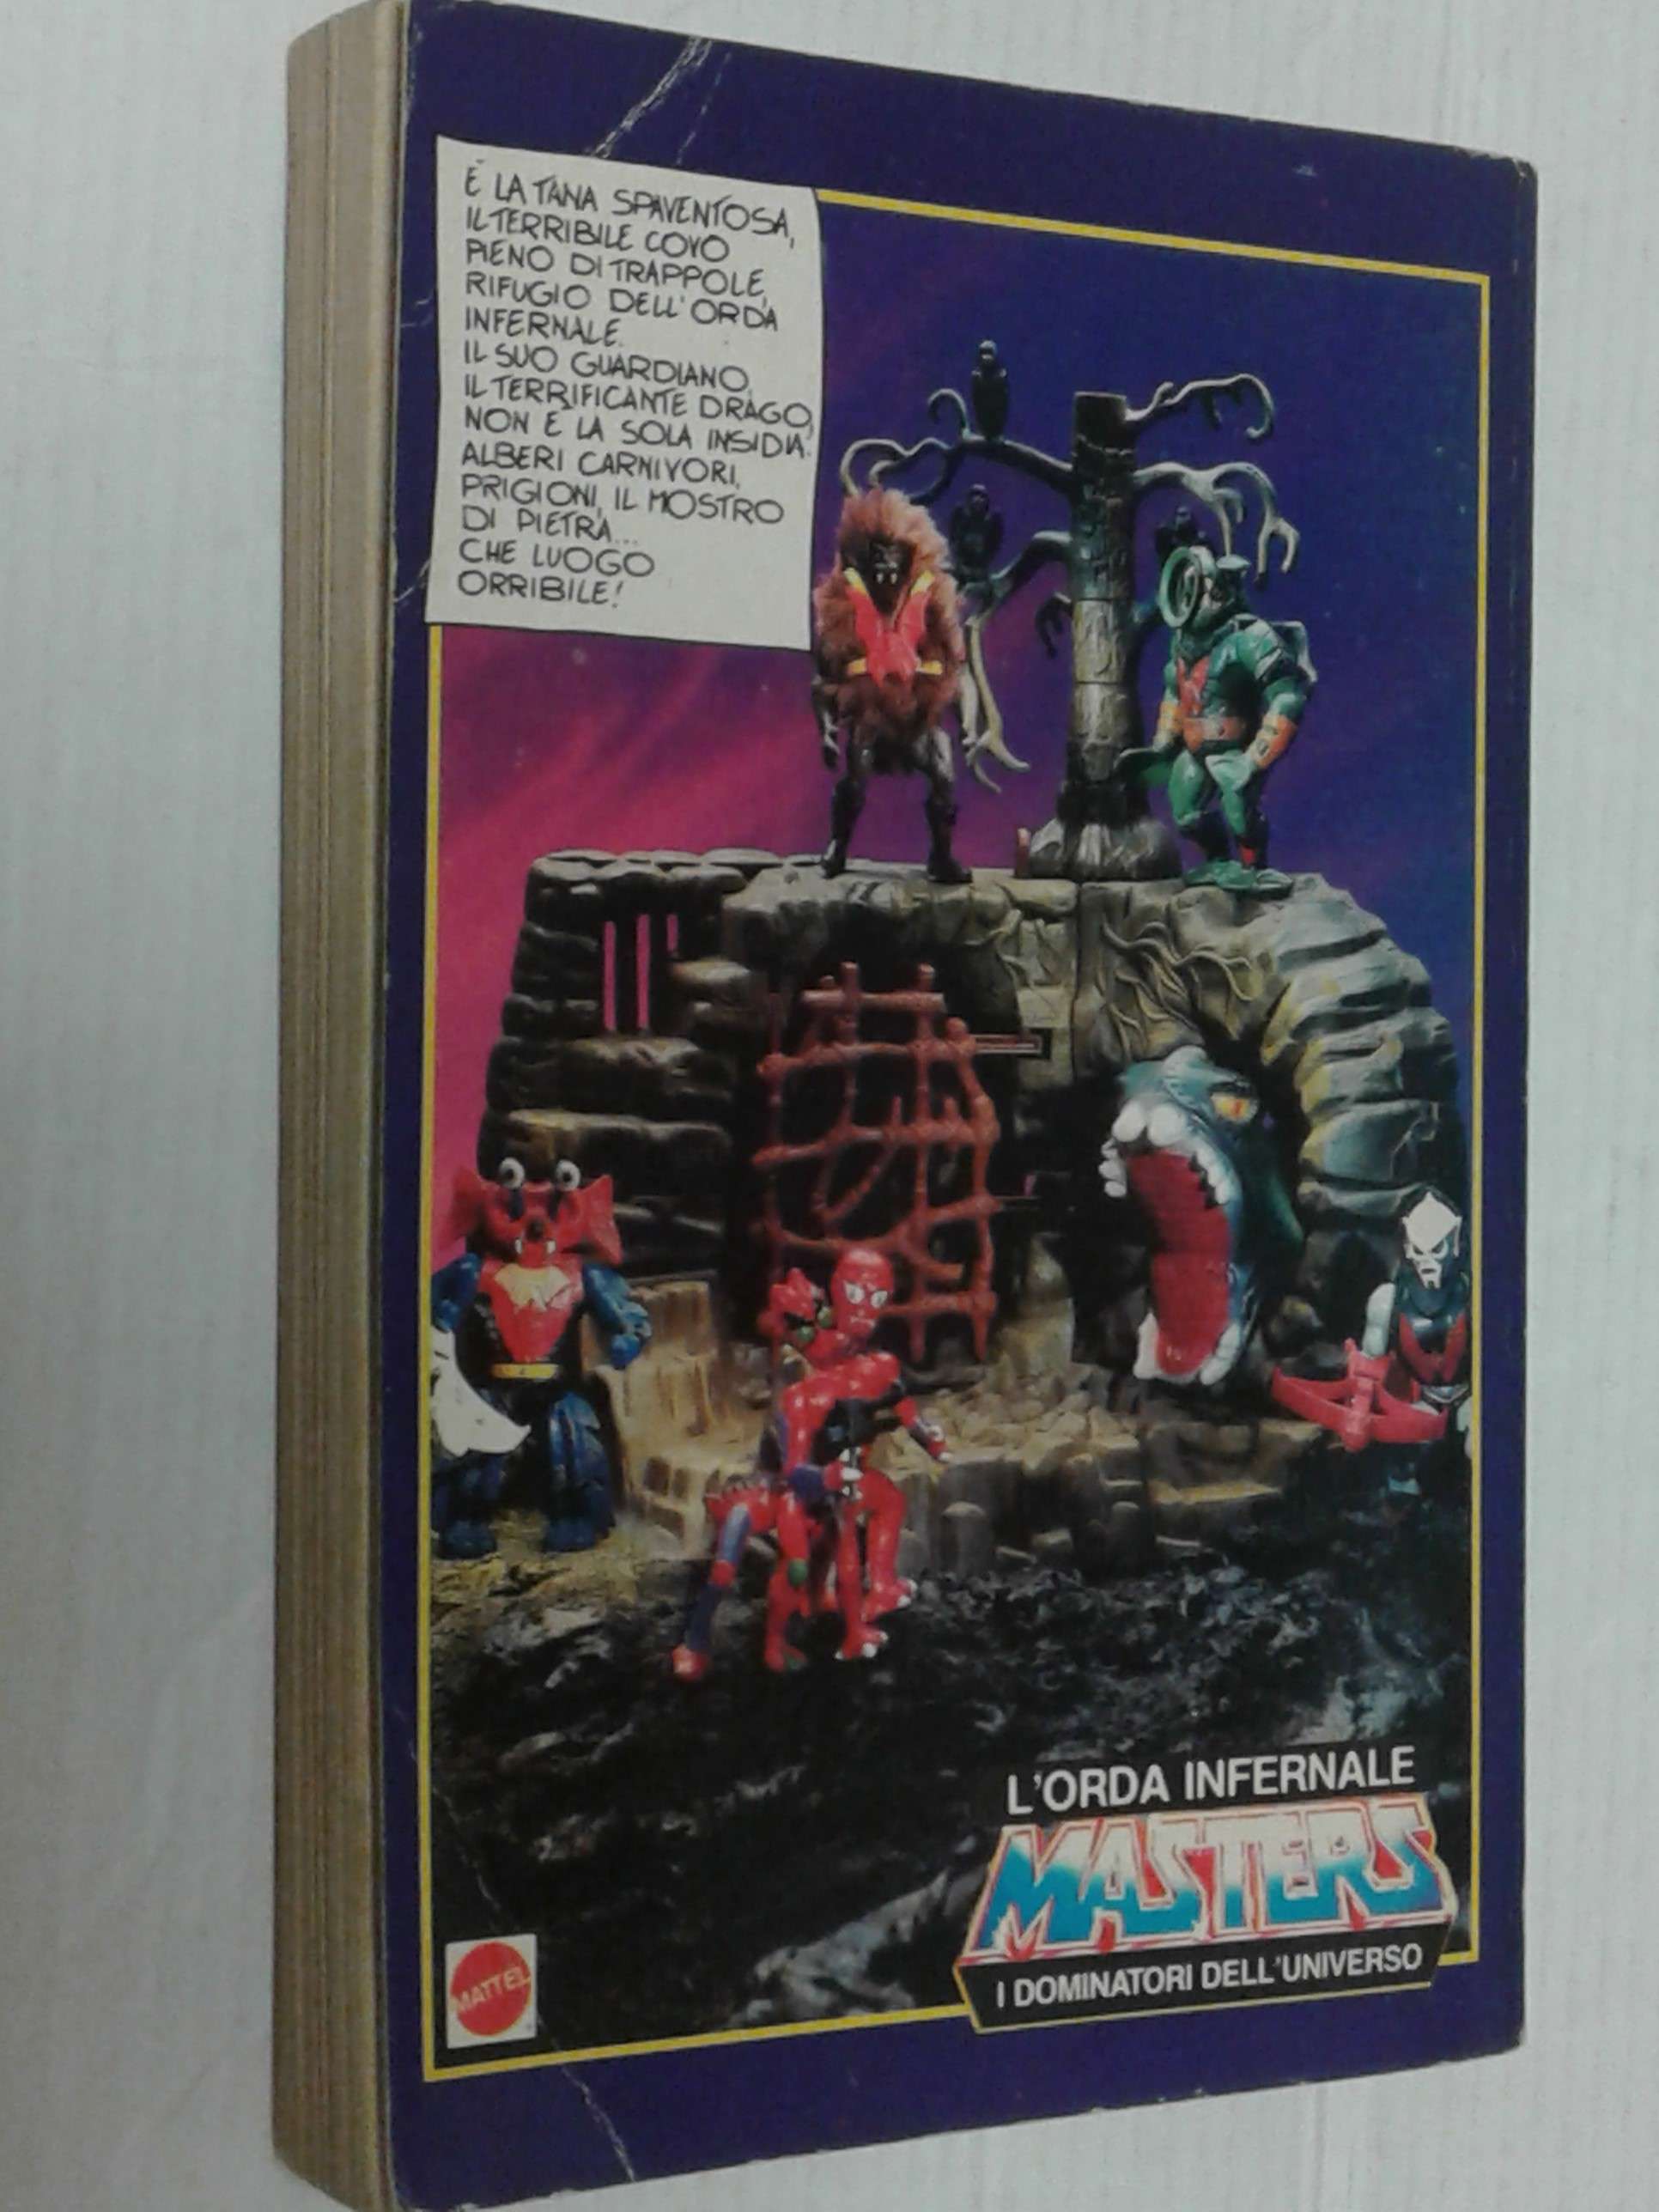 È LA TANA SPAVENTOSA,
IL TERRIBILE COVO
PIENO DI TRAPPOLE,
RIFUGIO DELL'ORDA
INFERNALE.
IL SUO GUARDIANO,
IL TERRIFICANTE DRAGO,
NON È LA SOLA INSIDIA:
ALBERI CARNIVORI,
PRIGIONI, IL MOSTRO
DI PIETRA...
CHE LUOGO
ORRIBILE!
L'ORDA INFERNALE
MASTERS
I DOMINATORI DELL'UNIVERSO
MATTEL